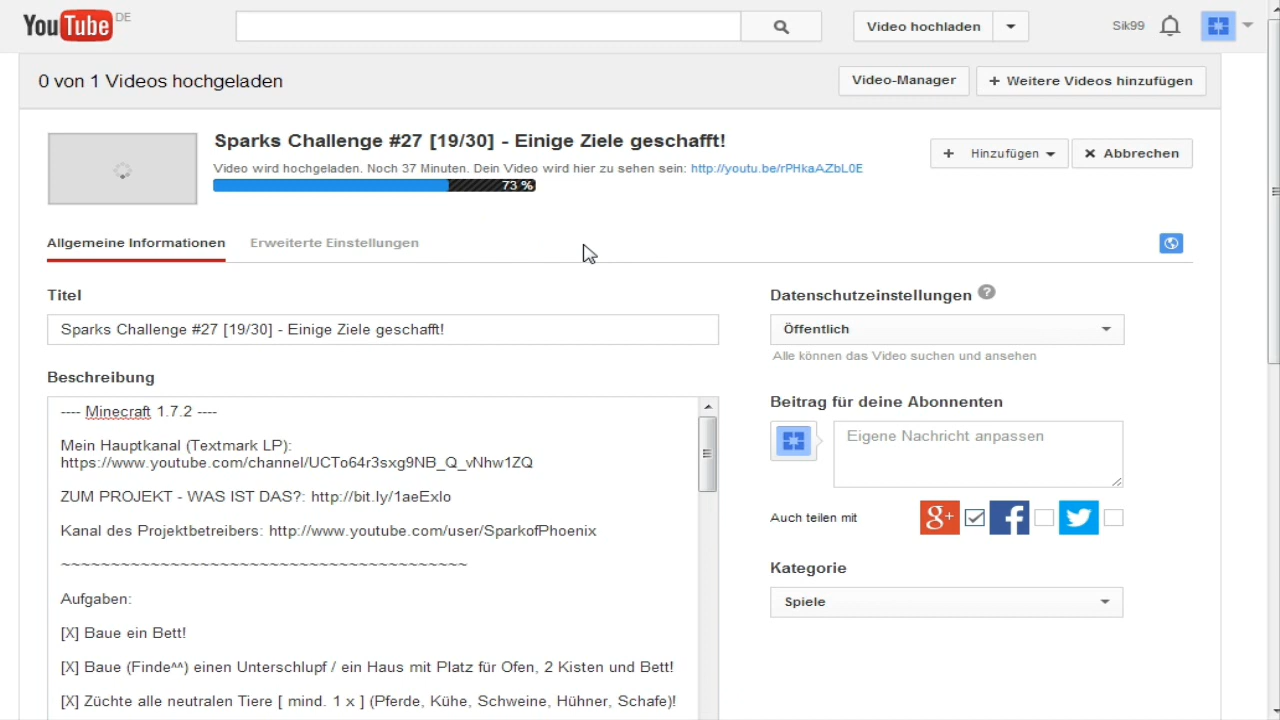 YouTube DE
Video hochladen
Sik99
0 von 1 Videos hochgeladen
Video-Manager
+ Weitere Videos hinzufügen
Sparks Challenge #27 [19/30] - Einige Ziele geschafft!
Video wird hochgeladen. Noch 37 Minuten. Dein Video wird hier zu sehen sein: http://youtu.be/rPHkaAZbL0E
73 %
+ Hinzufügen
× Abbrechen
Allgemeine Informationen
Erweiterte Einstellungen
Titel
Sparks Challenge #27 [19/30] - Einige Ziele geschafft!
Beschreibung
---- Minecraft 1.7.2 ----
Mein Hauptkanal (Textmark LP):
https://www.youtube.com/channel/UCTo64r3sxg9NB_Q_vNhw1ZQ
ZUM PROJEKT - WAS IST DAS?: http://bit.ly/1aeExlo
Kanal des Projektbetreibers: http://www.youtube.com/user/SparkofPhoenix
~~~~~~~~~~~~~~~~~~~~~~~~~~~~~~~~~~~~~~~~~
Aufgaben:
[X] Baue ein Bett!
[X] Baue (Finde^^) einen Unterschlupf / ein Haus mit Platz für Ofen, 2 Kisten und Bett!
[X] Züchte alle neutralen Tiere [ mind. 1 x ] (Pferde, Kühe, Schweine, Hühner, Schafe)!
Datenschutzeinstellungen ?
Öffentlich
Alle können das Video suchen und ansehen
Beitrag für deine Abonnenten
Eigene Nachricht anpassen
Auch teilen mit
g+
f
Kategorie
Spiele